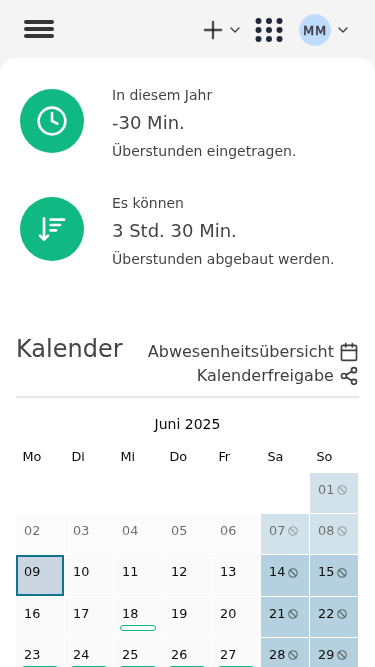 MM
In diesem Jahr
-30 Min.
Überstunden eingetragen.
Es können
3 Std. 30 Min.
Überstunden abgebaut werden.
Kalender
Abwesenheitsübersicht
Kalenderfreigabe
Juni 2025
Mo Di Mi Do Fr Sa So
01
02 03 04 05 06 07 08
09 10 11 12 13 14 15
16 17 18 19 20 21 22
23 24 25 26 27 28 29